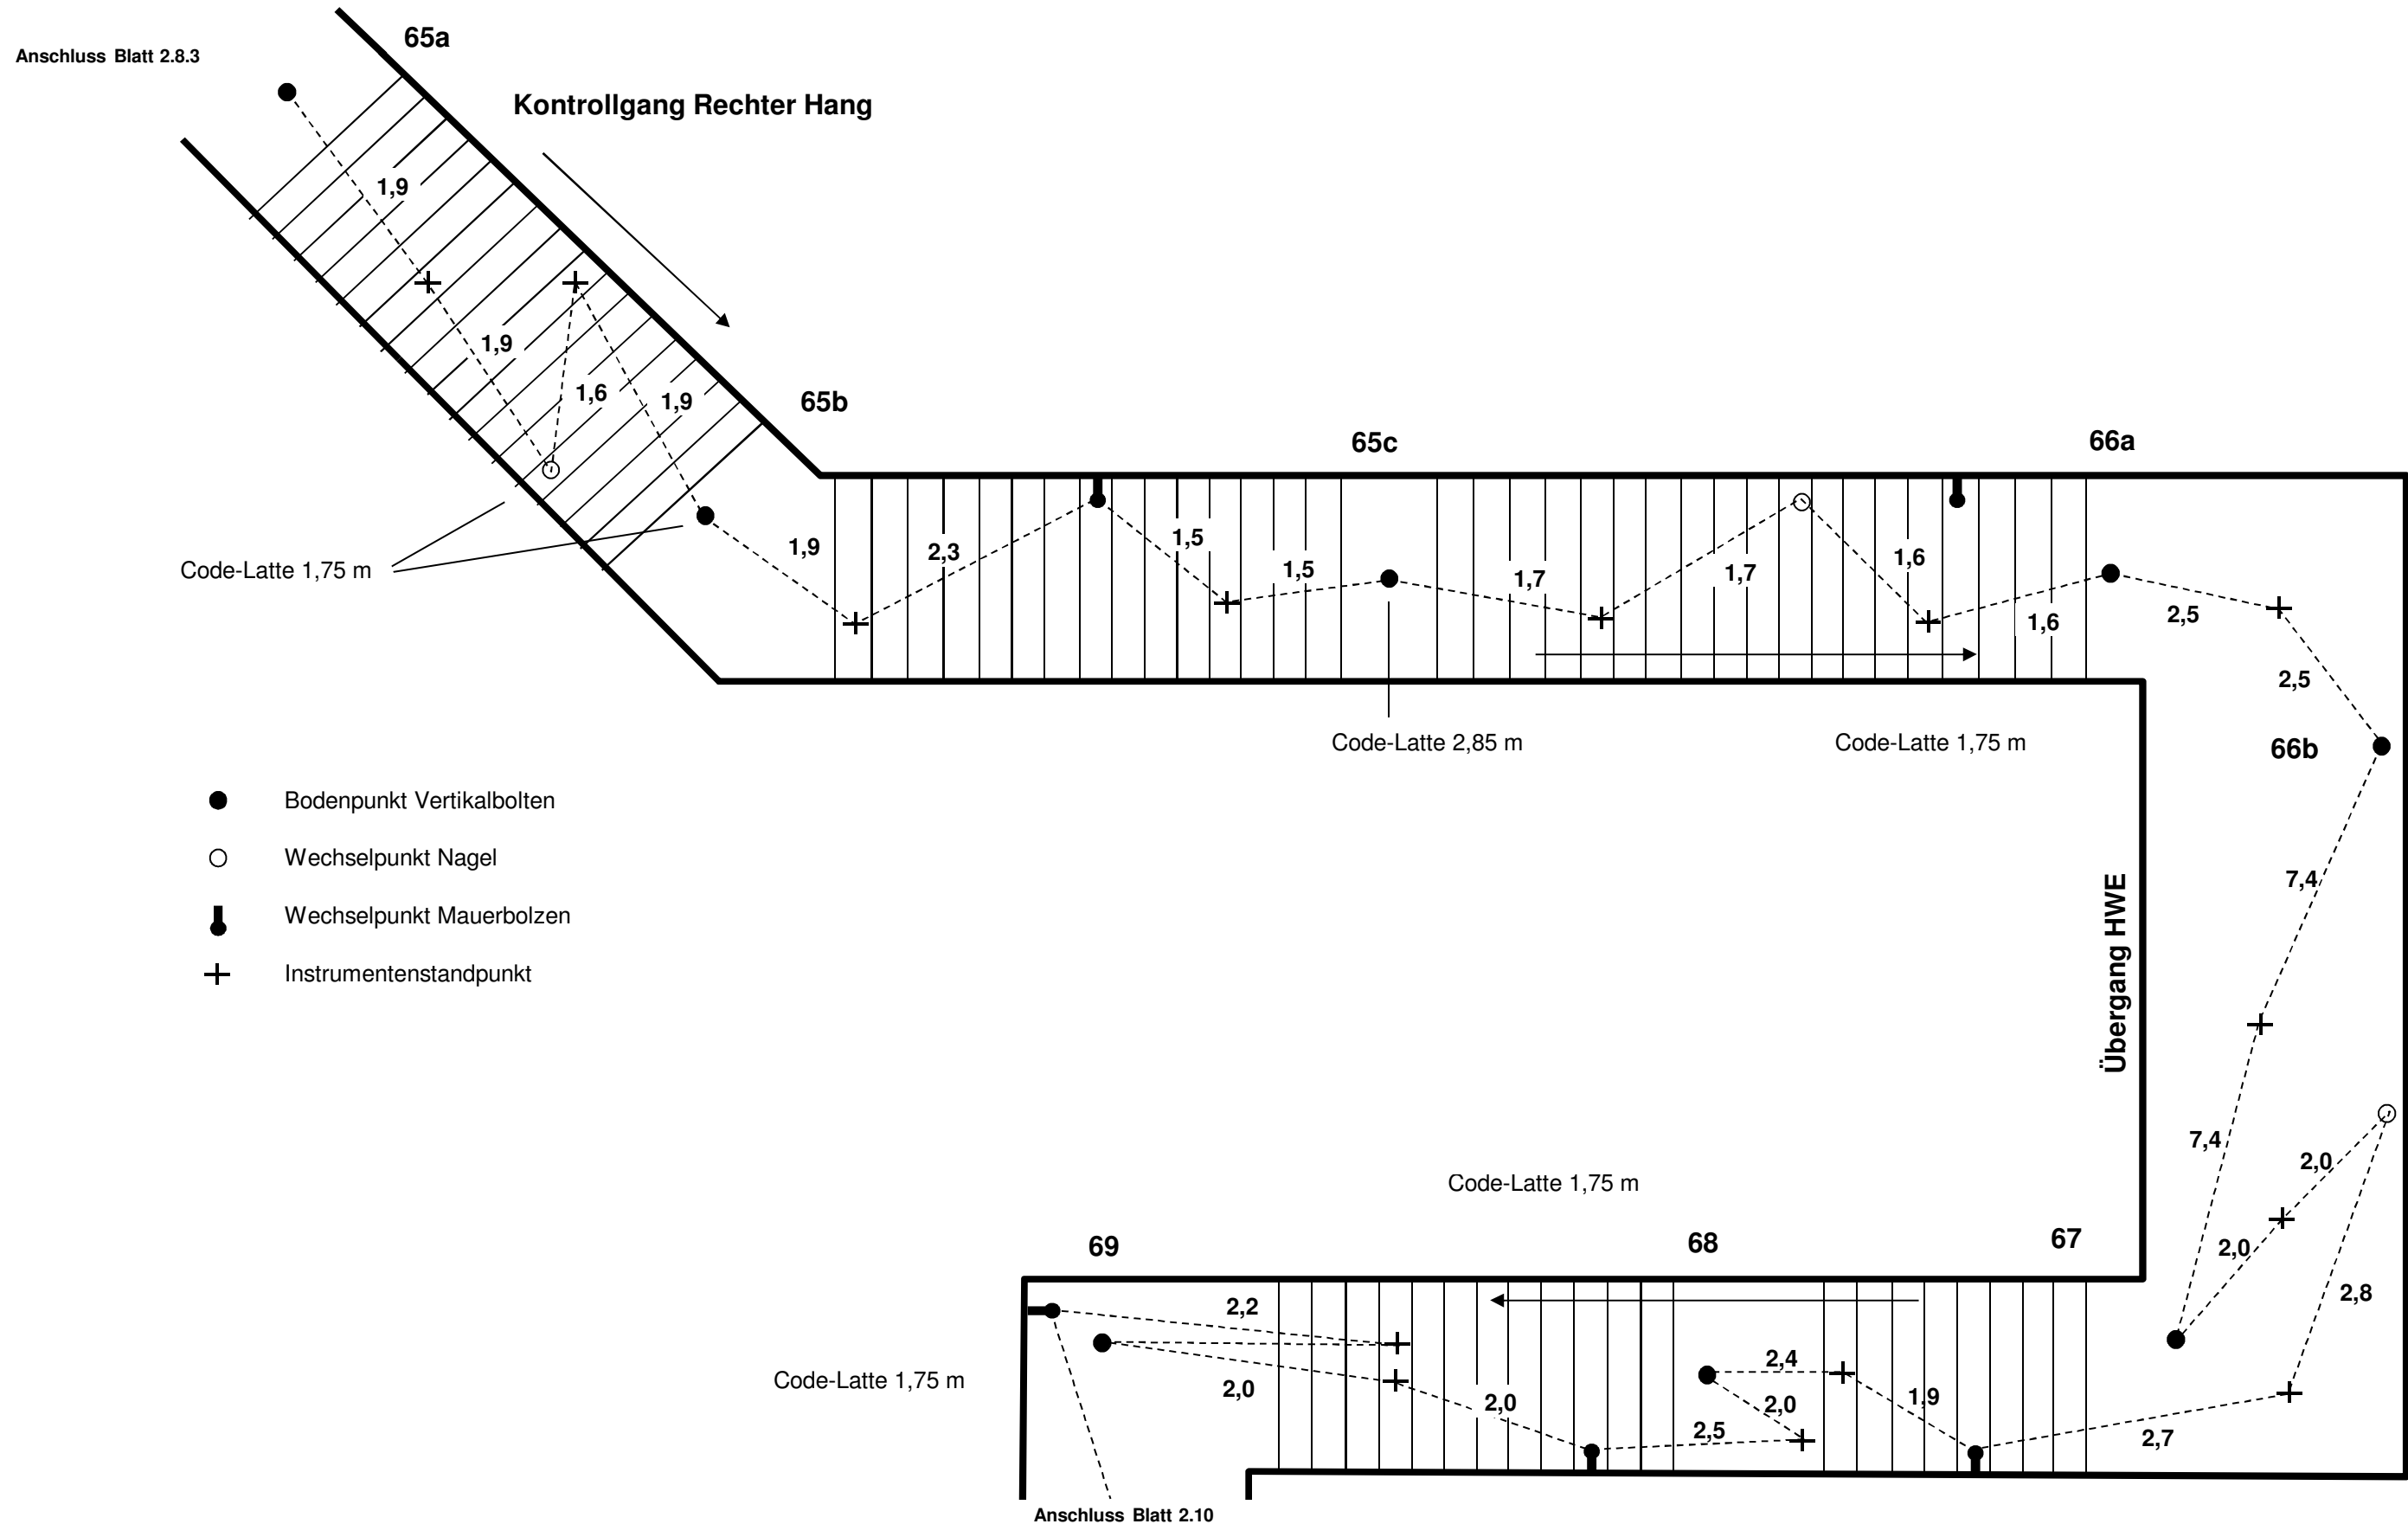 65a
Anschluss Blatt 2.8.3
Kontrollgang Rechter Hang
1,9
1,9
1,6
1,9
65b
65c
66a
1,9
2,3
1,5
1,5
1,7
1,7
1,6
1,6
2,5
2,5
Code-Latte 1,75 m
Code-Latte 2,85 m
Code-Latte 1,75 m
66b
Bodenpunkt Vertikalbolten
Wechselpunkt Nagel
Wechselpunkt Mauerbolzen
Instrumentenstandpunkt
7,4
Übergang HWE
7,4
2,0
2,0
2,8
Code-Latte 1,75 m
69
68
67
2,2
2,4
2,0
1,9
2,0
2,0
2,5
2,7
Code-Latte 1,75 m
Anschluss Blatt 2.10